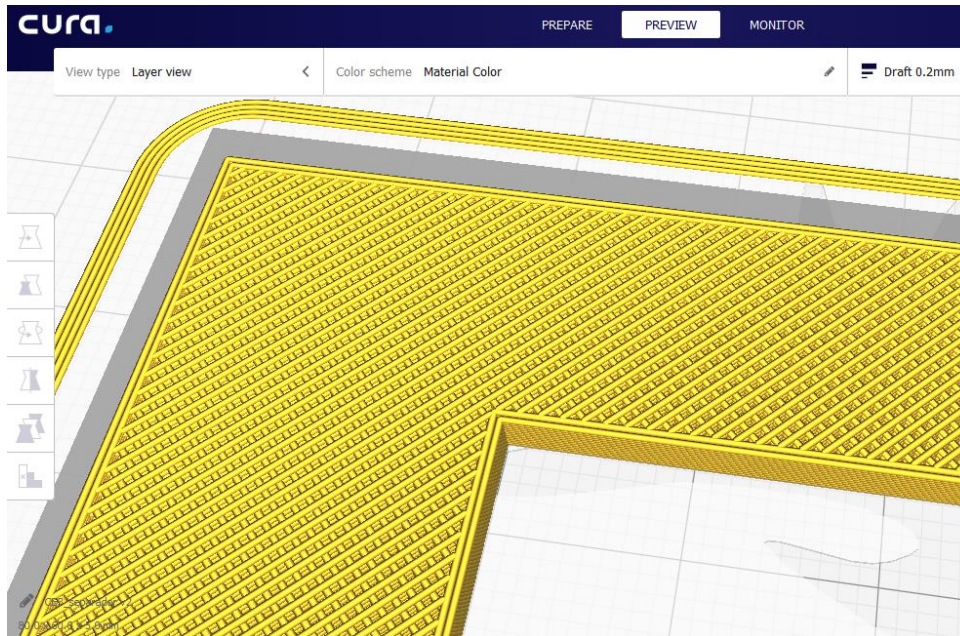 cura.
PREPARE PREVIEW MONITOR
View type Layer view Color scheme Material Color Draft 0.2mm